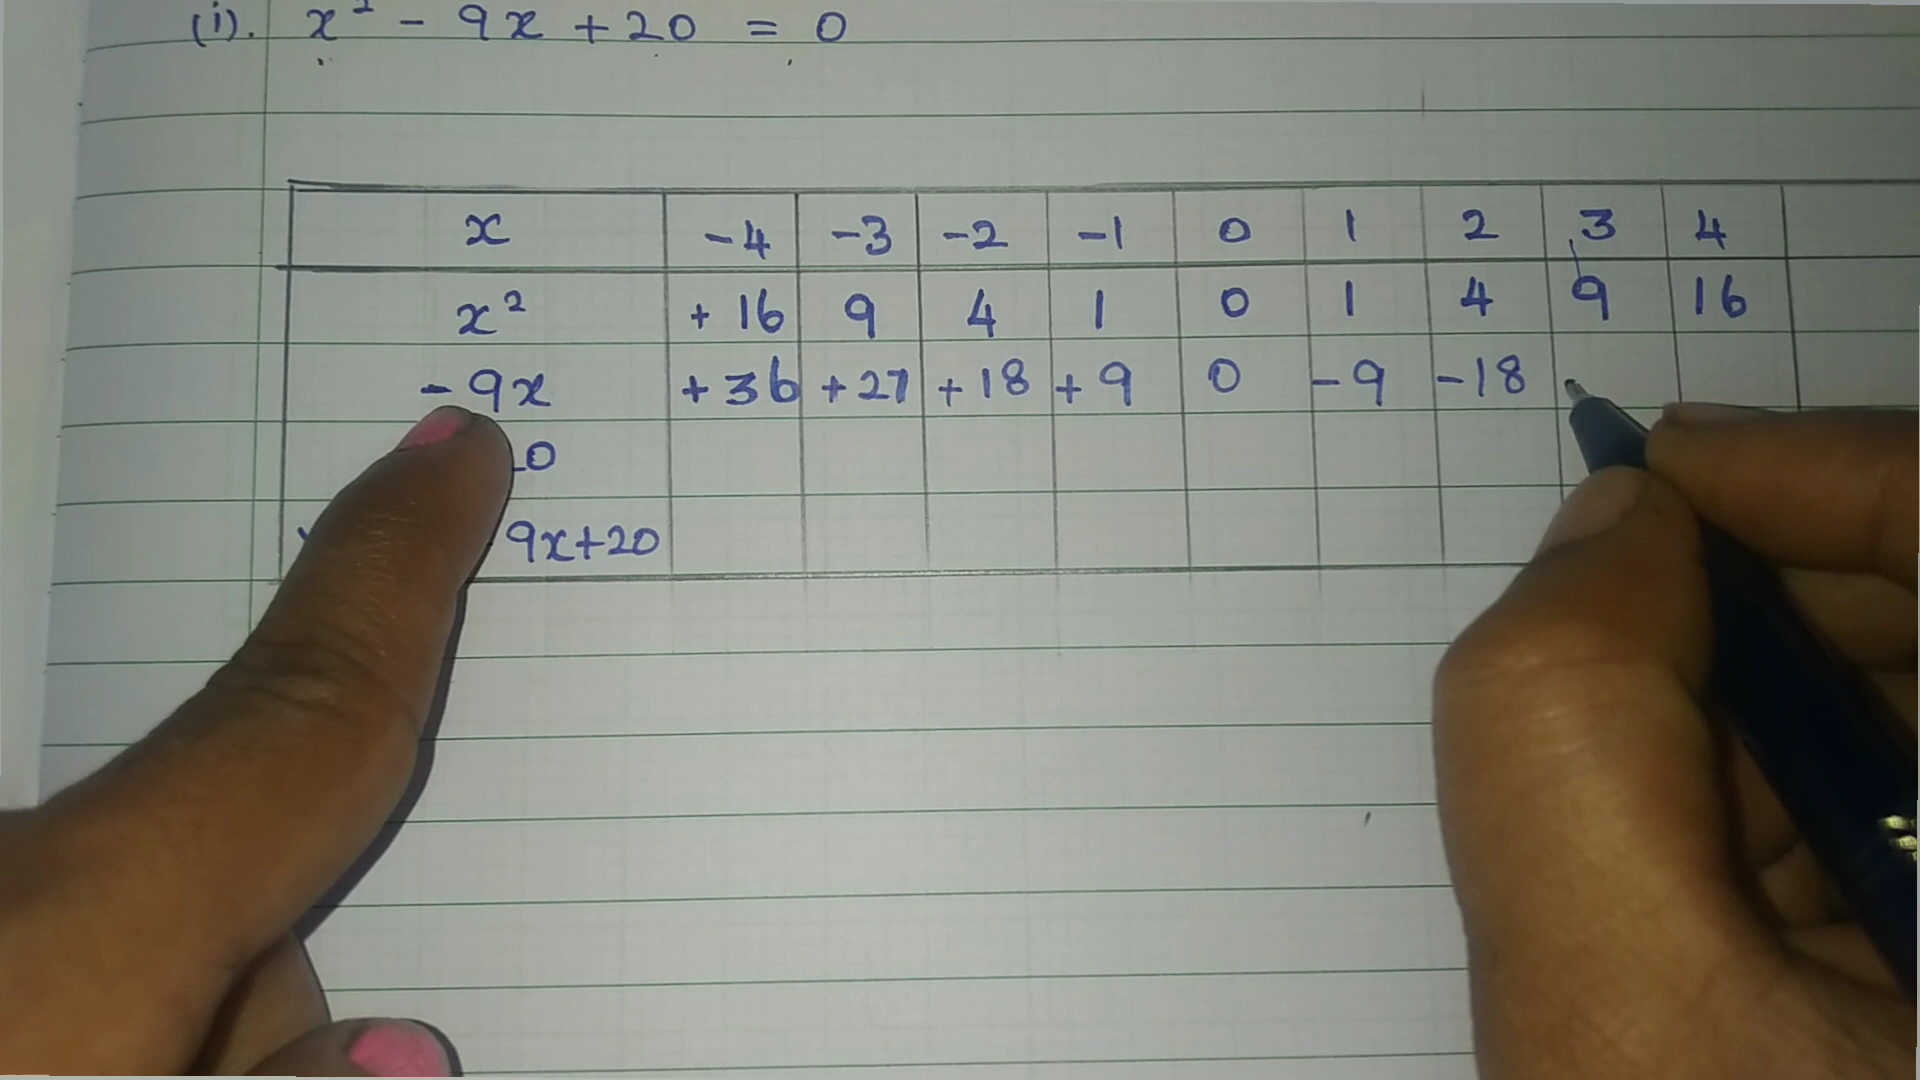 (i). x² - 9x + 20 = 0
x -4 -3 -2 -1 0 1 2 3 4
x² + 16 9 4 1 0 1 4 9 16
- 9x + 36 + 27 + 18 + 9 0 - 9 - 18
0
9x+20